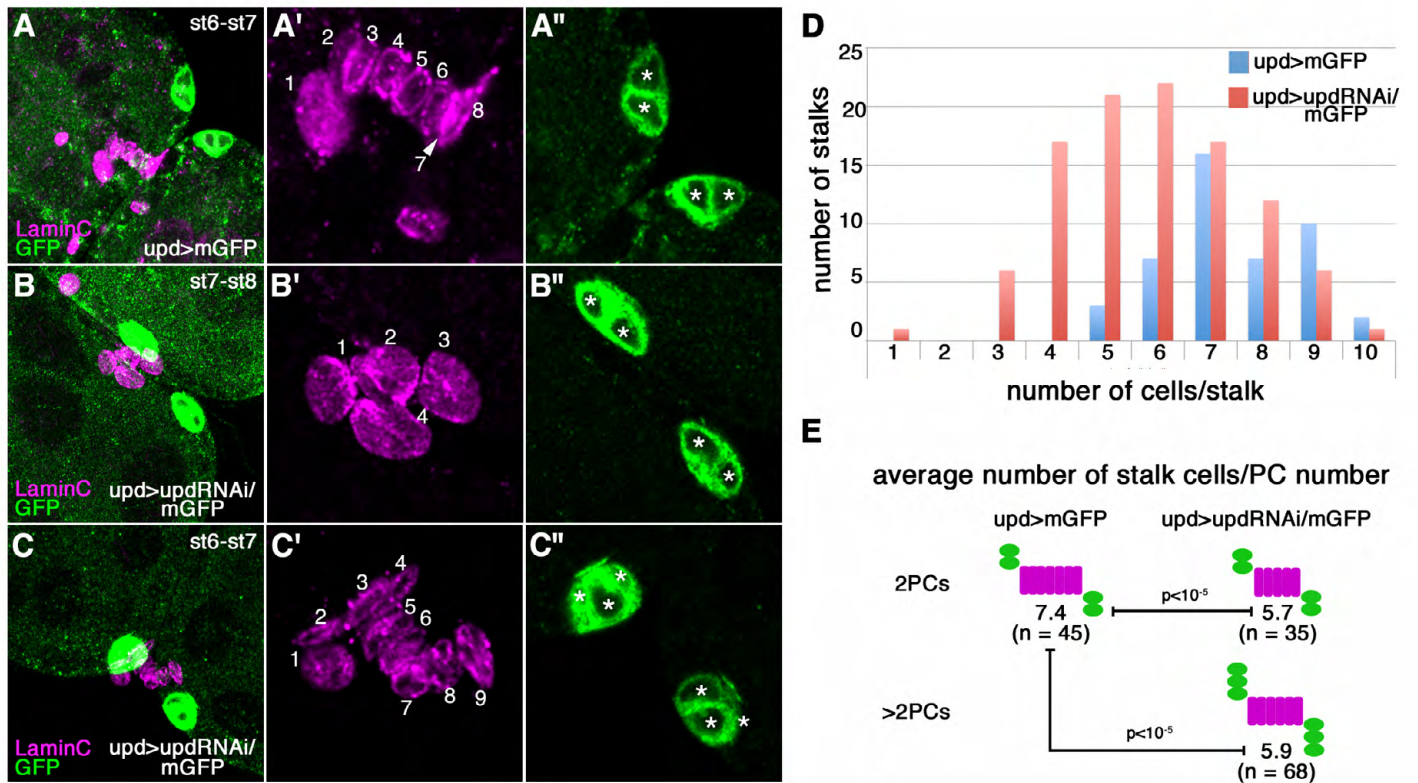 A
st6-st7
LaminC
GFP
upd>mGFP
A'
1
2
3
4
5
6
7
8
A"
*
*
*
*
B
st7-st8
LaminC
GFP
upd>updRNAi/
mGFP
B'
1
2
3
4
B"
*
*
*
*
C
st6-st7
LaminC
GFP
upd>updRNAi/
mGFP
C'
1
2
3
4
5
6
7
8
9
C"
*
*
*
*
*
*
D
number of stalks
25
20
15
10
5
0
upd>mGFP
upd>updRNAi/
mGFP
1 2 3 4 5 6 7 8 9 10
number of cells/stalk
E
average number of stalk cells/PC number
upd>mGFP upd>updRNAi/mGFP
2PCs
p<10⁻⁵
7.4 5.7
(n = 45) (n = 35)
>2PCs
p<10⁻⁵
5.9
(n = 68)